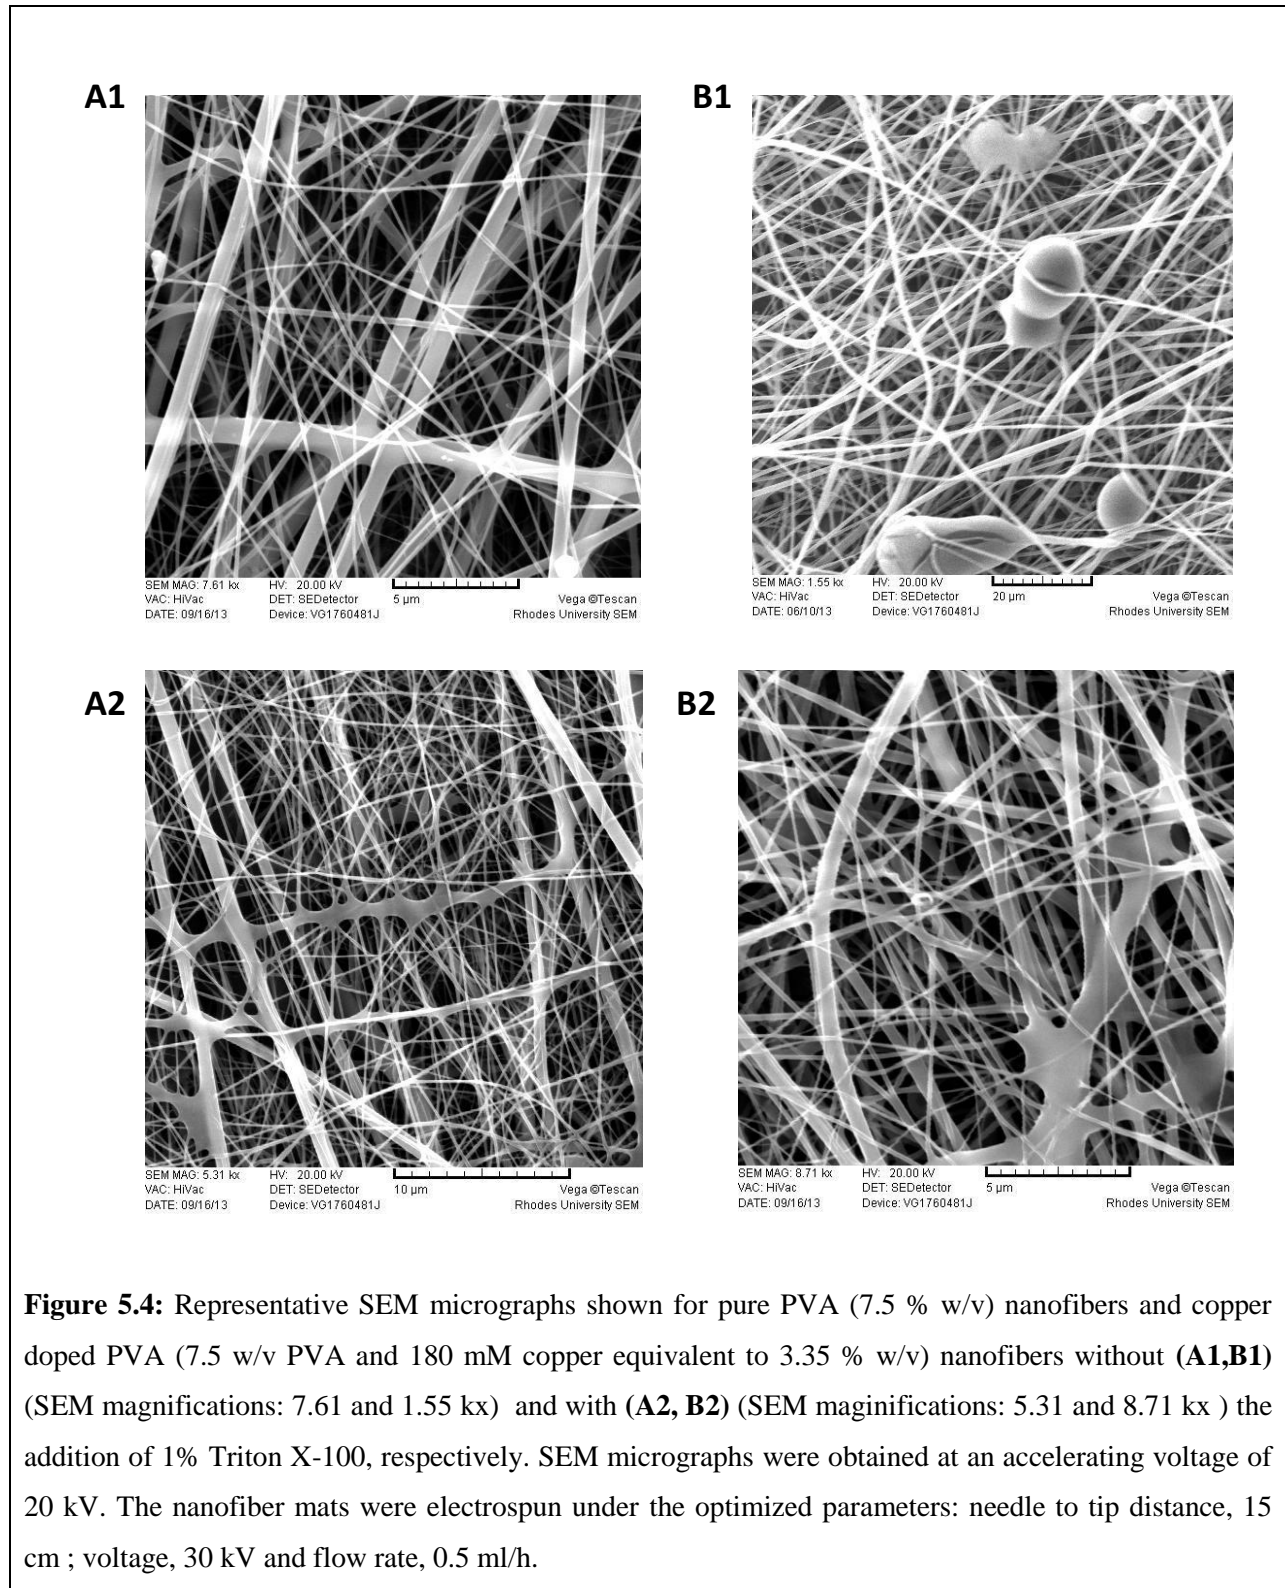 A1
B1
SEM MAG: 7.61 kx HV: 20.00 kV 5 µm
VAC: HiVac DET: SEDetector Vega ©Tescan
DATE: 09/16/13 Device: VG1760481J Rhodes University SEM
SEM MAG: 1.55 kx HV: 20.00 kV 20 µm
VAC: HiVac DET: SEDetector Vega ©Tescan
DATE: 06/10/13 Device: VG1760481J Rhodes University SEM
A2
B2
SEM MAG: 5.31 kx HV: 20.00 kV 10 µm
VAC: HiVac DET: SEDetector Vega ©Tescan
DATE: 09/16/13 Device: VG1760481J Rhodes University SEM
SEM MAG: 8.71 kx HV: 20.00 kV 5 µm
VAC: HiVac DET: SEDetector Vega ©Tescan
DATE: 09/16/13 Device: VG1760481J Rhodes University SEM
Figure 5.4: Representative SEM micrographs shown for pure PVA (7.5 % w/v) nanofibers and copper
doped PVA (7.5 w/v PVA and 180 mM copper equivalent to 3.35 % w/v) nanofibers without (A1,B1)
(SEM magnifications: 7.61 and 1.55 kx) and with (A2, B2) (SEM maginifications: 5.31 and 8.71 kx ) the
addition of 1% Triton X-100, respectively. SEM micrographs were obtained at an accelerating voltage of
20 kV. The nanofiber mats were electrospun under the optimized parameters: needle to tip distance, 15
cm ; voltage, 30 kV and flow rate, 0.5 ml/h.